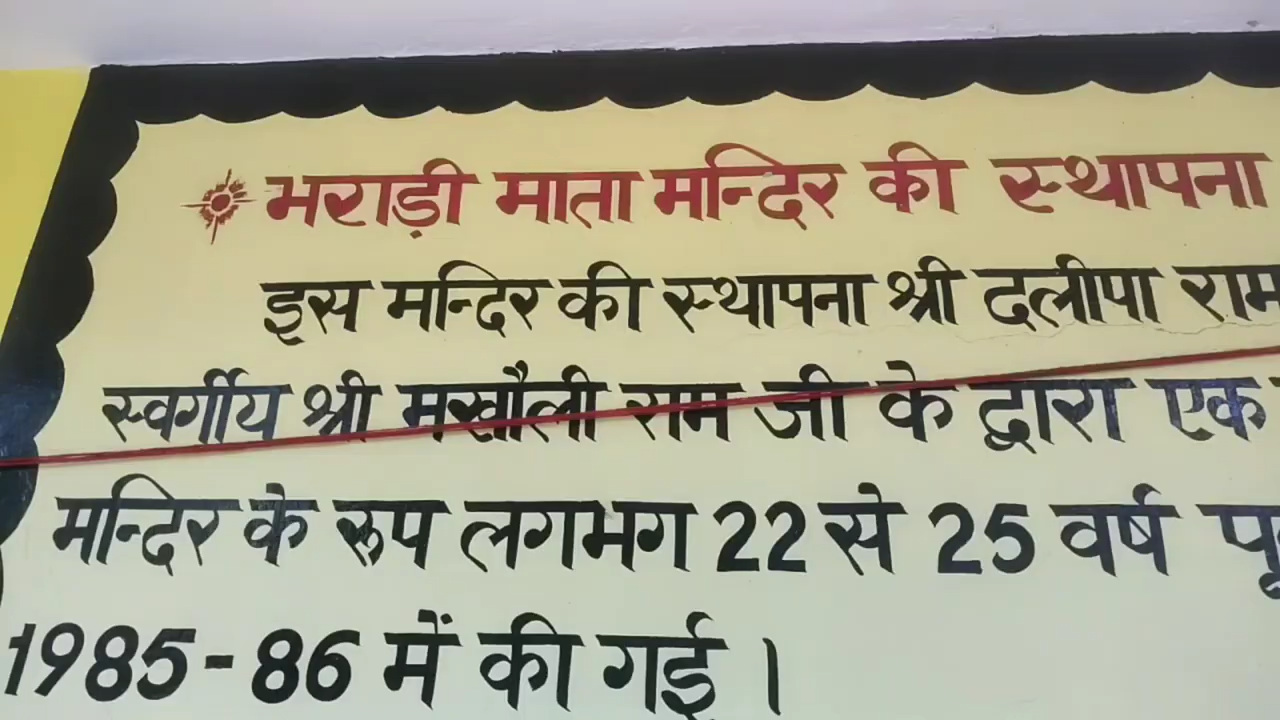 भराड़ी माता मन्दिर की स्थापना
इस मन्दिर की स्थापना श्री दलीपा राम
स्वर्गीय श्री मखौली राम जी के द्वारा एक
मन्दिर के रूप लगभग 22 से 25 वर्ष
1985-86 में की गई।